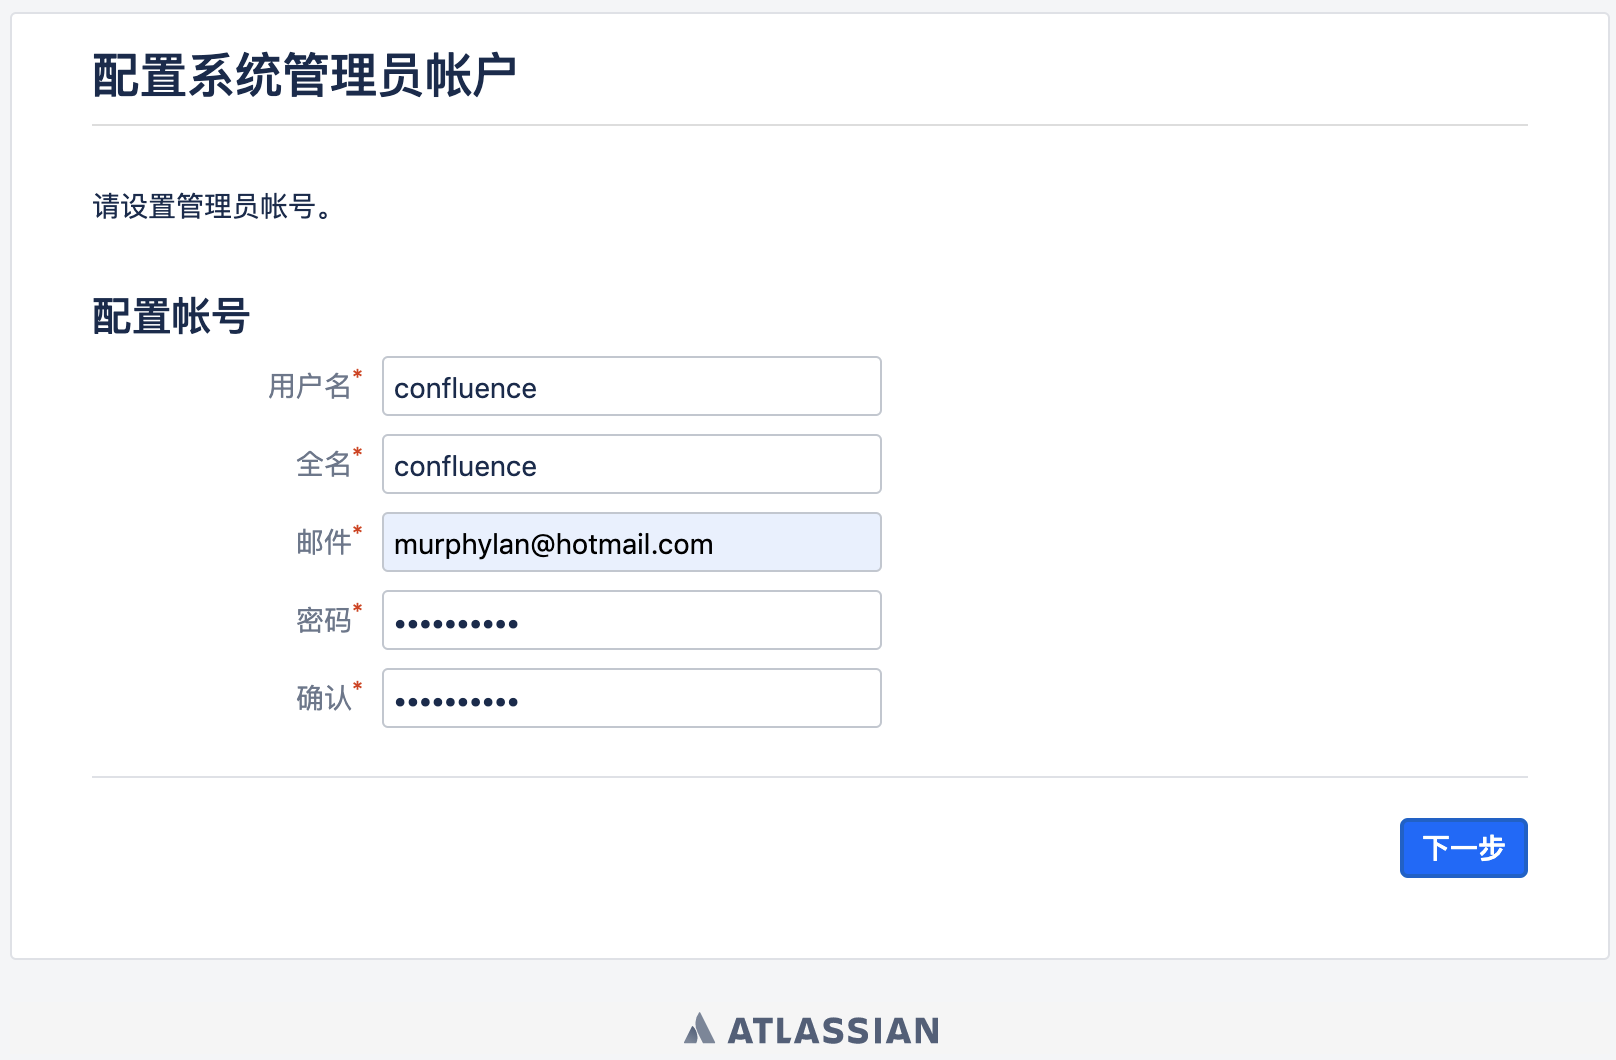 配置系统管理员帐户
请设置管理员帐号。
配置帐号
用户名* confluence
全名* confluence
邮件* murphylan@hotmail.com
密码* ••••••••••
确认* ••••••••••
下一步
ATLASSIAN